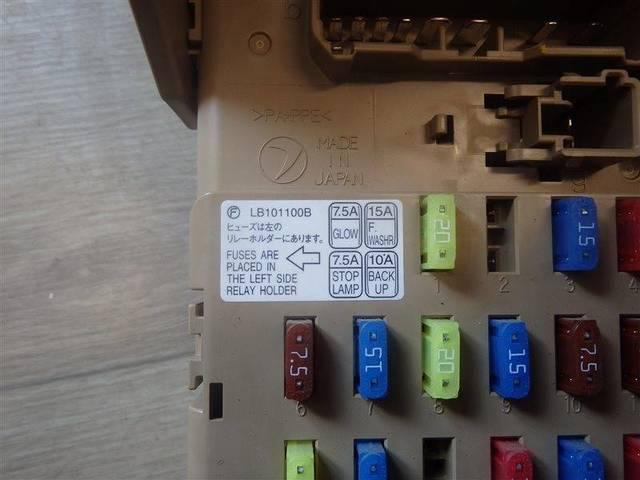 >PA+PPE<
MADE
IN
JAPAN
F LB101100B
ヒューズは左の
リレーホルダーにあります。
FUSES ARE
PLACED IN
THE LEFT SIDE
RELAY HOLDER
7.5A 15A
GLOW F.
WASHR
7.5A 10A
STOP BACK
LAMP UP
20 15
1 2 3
7.5 15 20 15 7.5
6 7 8 9 10